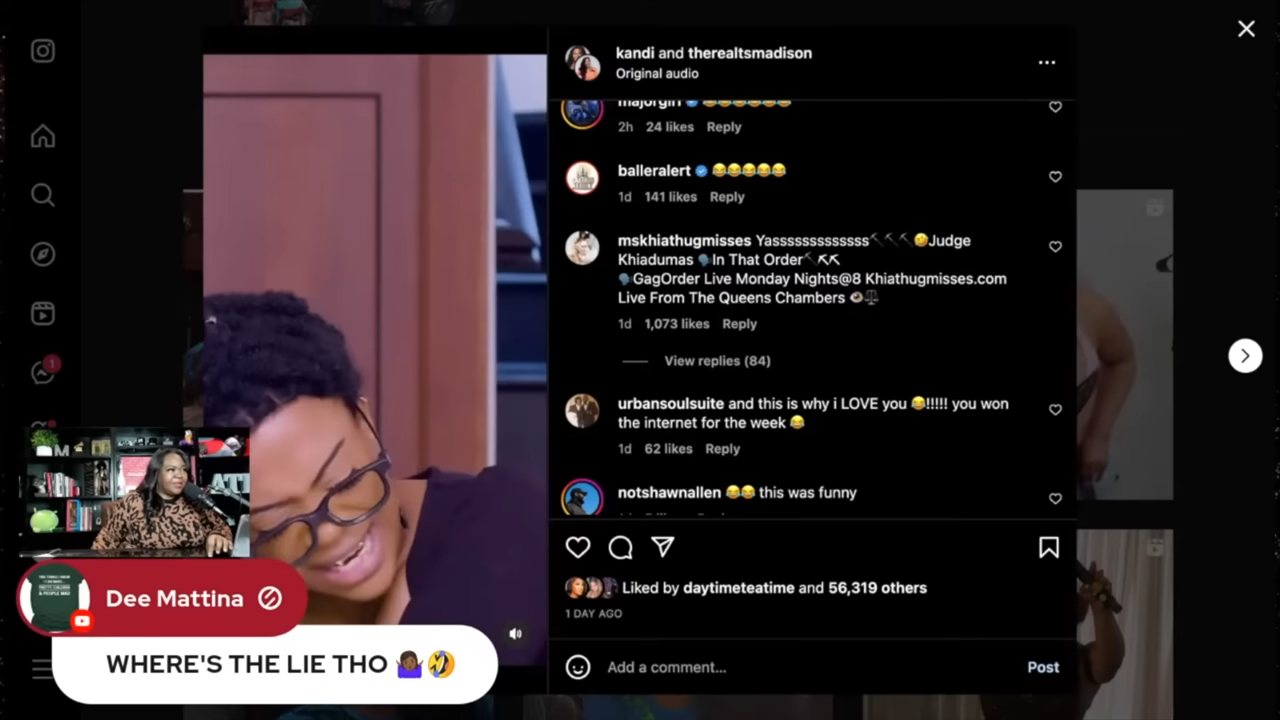 kandi and therealtsmadison
Original audio
majorgirl 😂😂😂😂😂😂
2h 24 likes Reply
balleralert 😂😂😂😂😂
1d 141 likes Reply
mskhiathugmisses Yasssssssssssss⛏⛏⛏🤣Judge
Khiadumas 🗣In That Order⛏⛏⛏
🗣GagOrder Live Monday Nights@8 Khiathugmisses.com
Live From The Queens Chambers 👁⚖
1d 1,073 likes Reply
View replies (84)
urbansoulsuite and this is why i LOVE you 😂!!!!! you won
the internet for the week 😂
1d 62 likes Reply
notshawnallen 😂😂 this was funny
Liked by daytimeteatime and 56,319 others
1 DAY AGO
Add a comment...
Post
1
Dee Mattina
WHERE'S THE LIE THO 🤷🏾‍♀️🤣